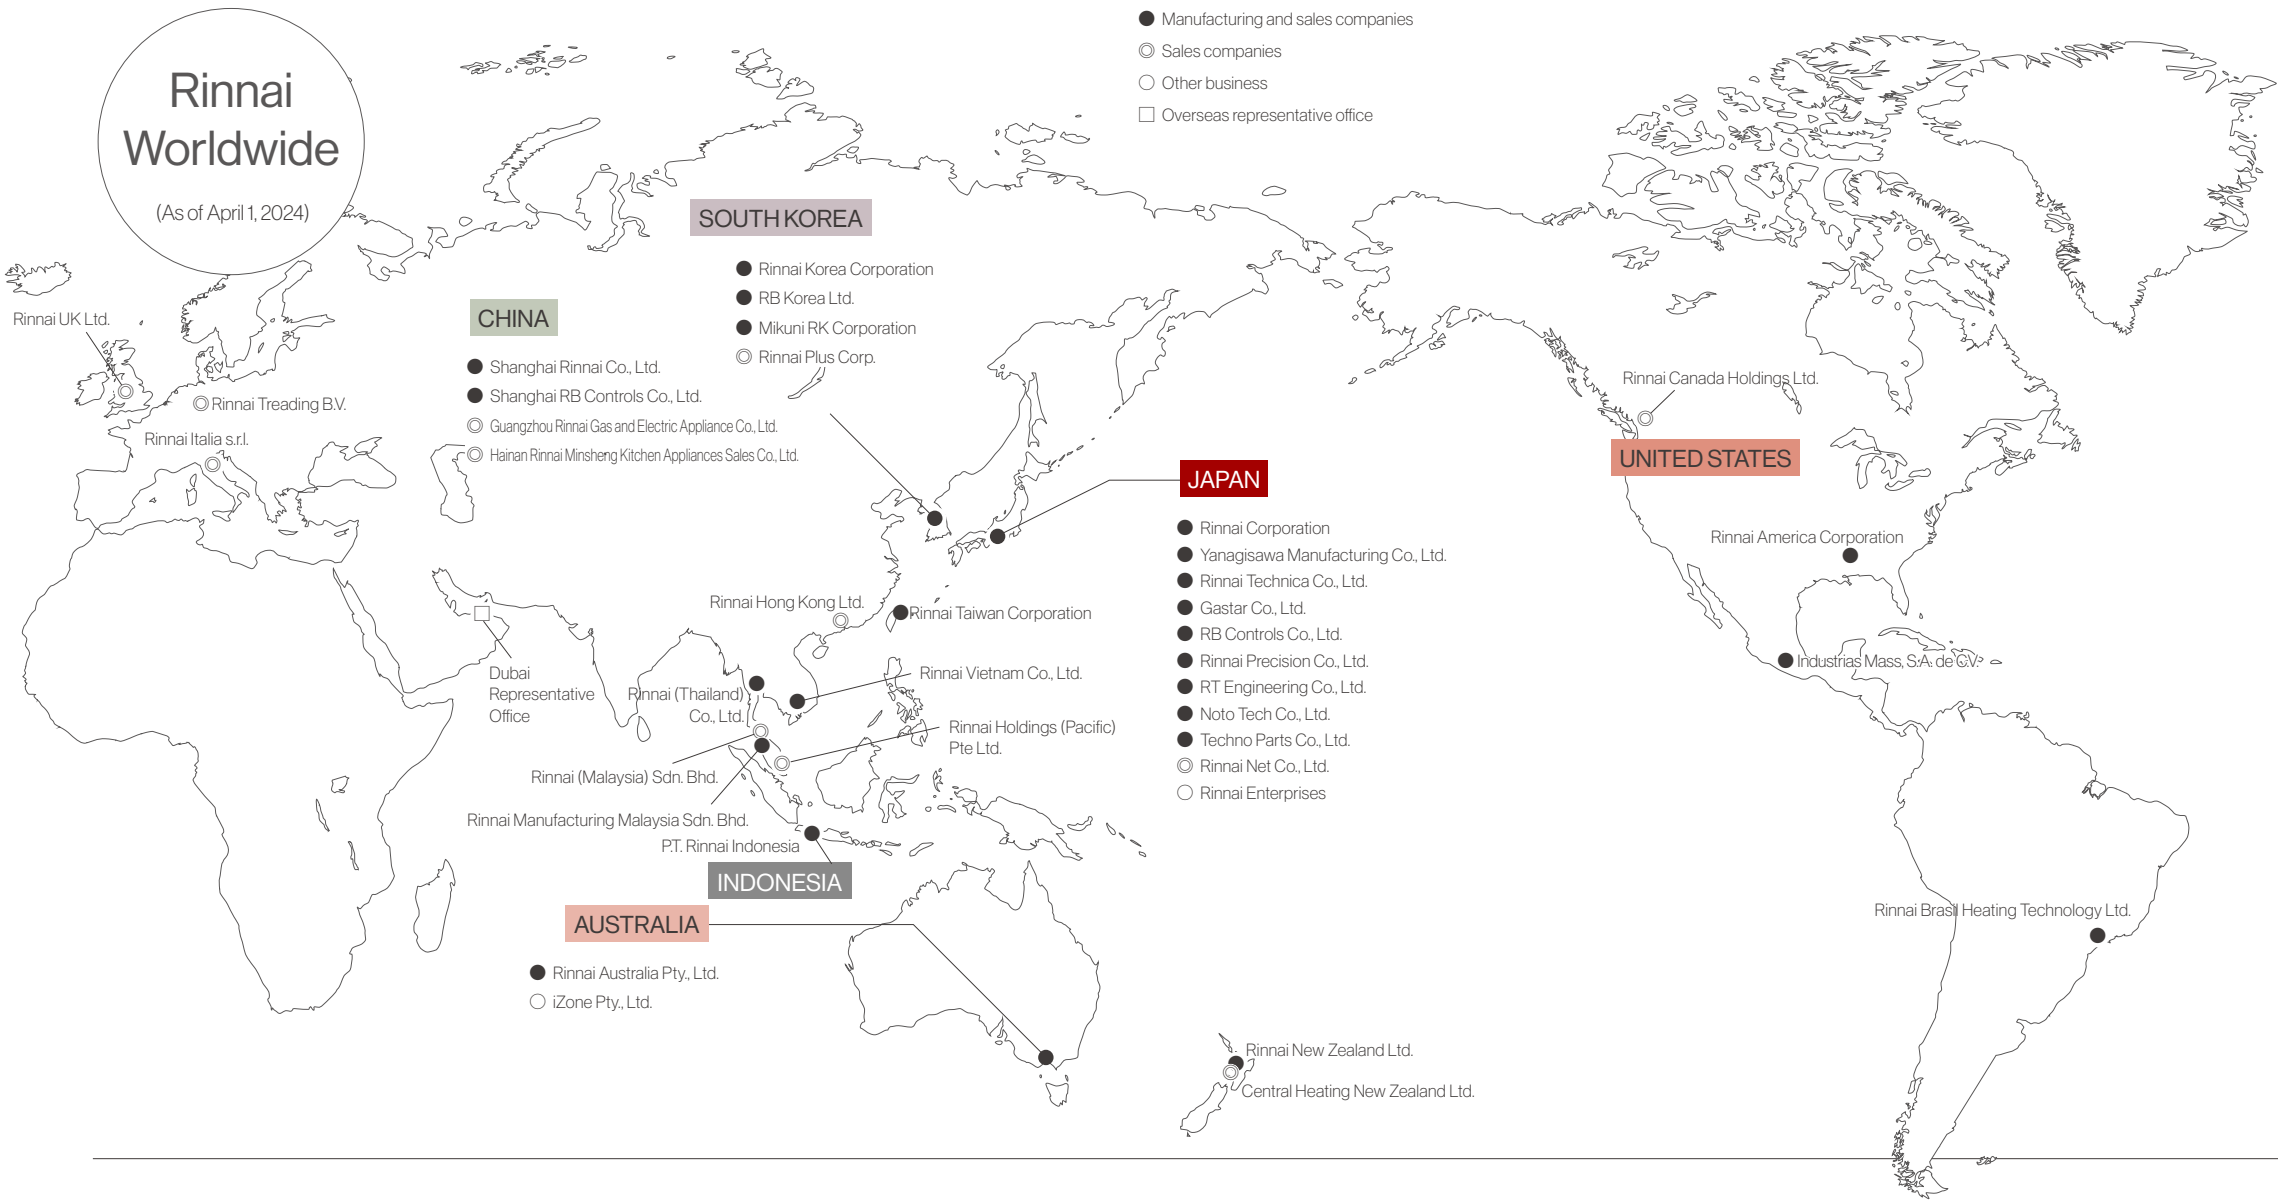 Rinnai
Worldwide
(As of April 1, 2024)
Manufacturing and sales companies
Sales companies
Other business
Overseas representative office
SOUTH KOREA
Rinnai Korea Corporation
RB Korea Ltd.
Mikuni RK Corporation
Rinnai Plus Corp.
CHINA
Shanghai Rinnai Co., Ltd.
Shanghai RB Controls Co., Ltd.
Guangzhou Rinnai Gas and Electric Appliance Co., Ltd.
Hainan Rinnai Minsheng Kitchen Appliances Sales Co., Ltd.
Rinnai UK Ltd.
Rinnai Treading B.V.
Rinnai Italia s.r.l.
Rinnai Canada Holdings Ltd.
UNITED STATES
Rinnai America Corporation
Industrias Mass, S.A. de C.V.
JAPAN
Rinnai Corporation
Yanagisawa Manufacturing Co., Ltd.
Rinnai Technica Co., Ltd.
Gastar Co., Ltd.
RB Controls Co., Ltd.
Rinnai Precision Co., Ltd.
RT Engineering Co., Ltd.
Noto Tech Co., Ltd.
Techno Parts Co., Ltd.
Rinnai Net Co., Ltd.
Rinnai Enterprises
Rinnai Hong Kong Ltd.
Rinnai Taiwan Corporation
Dubai
Representative
Office
Rinnai (Thailand)
Co., Ltd.
Rinnai Vietnam Co., Ltd.
Rinnai Holdings (Pacific)
Pte Ltd.
Rinnai (Malaysia) Sdn. Bhd.
Rinnai Manufacturing Malaysia Sdn. Bhd.
P.T. Rinnai Indonesia
INDONESIA
AUSTRALIA
Rinnai Australia Pty., Ltd.
iZone Pty., Ltd.
Rinnai Brasil Heating Technology Ltd.
Rinnai New Zealand Ltd.
Central Heating New Zealand Ltd.